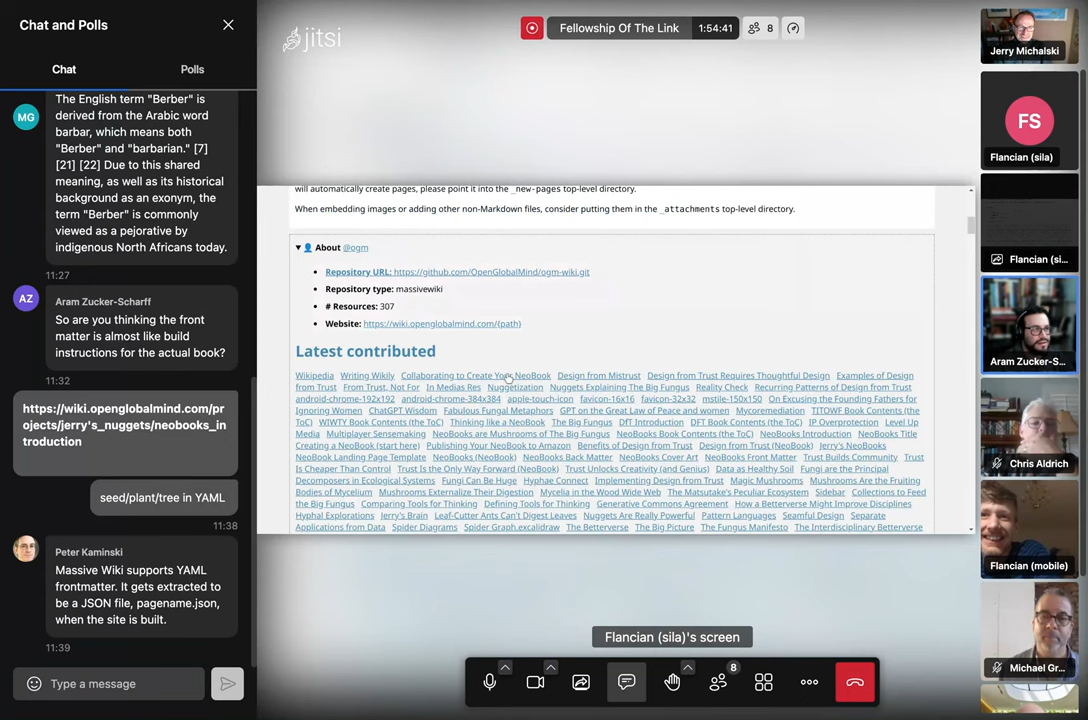 Chat and Polls
Chat
Polls
MG
The English term "Berber" is
derived from the Arabic word
barbar, which means both
"Berber" and "barbarian." [7]
[21] [22] Due to this shared
meaning, as well as its historical
background as an exonym, the
term "Berber" is commonly
viewed as a pejorative by
indigenous North Africans today.
11:27
AZ
Aram Zucker-Scharff
So are you thinking the front
matter is almost like build
instructions for the actual book?
11:32
https://wiki.openglobalmind.com/pr
ojects/jerry's_nuggets/neobooks_in
troduction
seed/plant/tree in YAML
11:38
Peter Kaminski
Massive Wiki supports YAML
frontmatter. It gets extracted to
be a JSON file, pagename.json,
when the site is built.
11:39
Type a message
jitsi
Fellowship Of The Link
1:54:41
8
will automatically create pages, please point it into the _new-pages top-level directory.
When embedding images or adding other non-Markdown files, consider putting them in the _attachments top-level directory.
About @ogm
Repository URL: https://github.com/OpenGlobalMind/ogm-wiki.git
Repository type: massivewiki
# Resources: 307
Website: https://wiki.openglobalmind.com/{path}
Latest contributed
Wikipedia Writing Wikily Collaborating to Create Your NeoBook Design from Mistrust Design from Trust Requires Thoughtful Design Examples of Design
from Trust From Trust, Not For In Medias Res Nuggetization Nuggets Explaining The Big Fungus Reality Check Recurring Patterns of Design from Trust
android-chrome-192x192 android-chrome-384x384 apple-touch-icon favicon-16x16 favicon-32x32 mstile-150x150 On Excusing the Founding Fathers for
Ignoring Women ChatGPT Wisdom Fabulous Fungal Metaphors GPT on the Great Law of Peace and women Mycoremediation TITOWF Book Contents (the
ToC) WIWTY Book Contents (the ToC) Thinking like a NeoBook The Big Fungus DfT Introduction DFT Book Contents (the ToC) IP Overprotection Level Up
Media Multiplayer Sensemaking NeoBooks are Mushrooms of The Big Fungus NeoBooks Book Contents (the ToC) NeoBooks Introduction NeoBooks Title
Creating a NeoBook (start here) Publishing Your NeoBook to Amazon Benefits of Design from Trust Design from Trust (NeoBook) Jerry's NeoBooks
NeoBook Landing Page Template NeoBooks (NeoBook) NeoBooks Back Matter NeoBooks Cover Art NeoBooks Front Matter Trust Builds Community Trust
Is Cheaper Than Control Trust Is the Only Way Forward (NeoBook) Trust Unlocks Creativity (and Genius) Data as Healthy Soil Fungi are the Principal
Decomposers in Ecological Systems Fungi Can Be Huge Hyphae Connect Implementing Design from Trust Magic Mushrooms Mushrooms Are the Fruiting
Bodies of Mycelium Mushrooms Externalize Their Digestion Mycelia in the Wood Wide Web The Matsutake's Peculiar Ecosystem Sidebar Collections to Feed
the Big Fungus Comparing Tools for Thinking Defining Tools for Thinking Generative Commons Agreement How a Betterverse Might Improve Disciplines
Hyphal Explorations Jerry's Brain Leaf-Cutter Ants Can't Digest Leaves Nuggets Are Really Powerful Pattern Languages Seamful Design Separate
Applications from Data Spider Diagrams Spider Graph.excalidraw The Betterverse The Big Picture The Fungus Manifesto The Interdisciplinary Betterverse
Flancian (sila)'s screen
8
Jerry Michalski
FS
Flancian (sila)
Flancian (si...
Aram Zucker-S...
Chris Aldrich
Flancian (mobile)
Michael Gr...